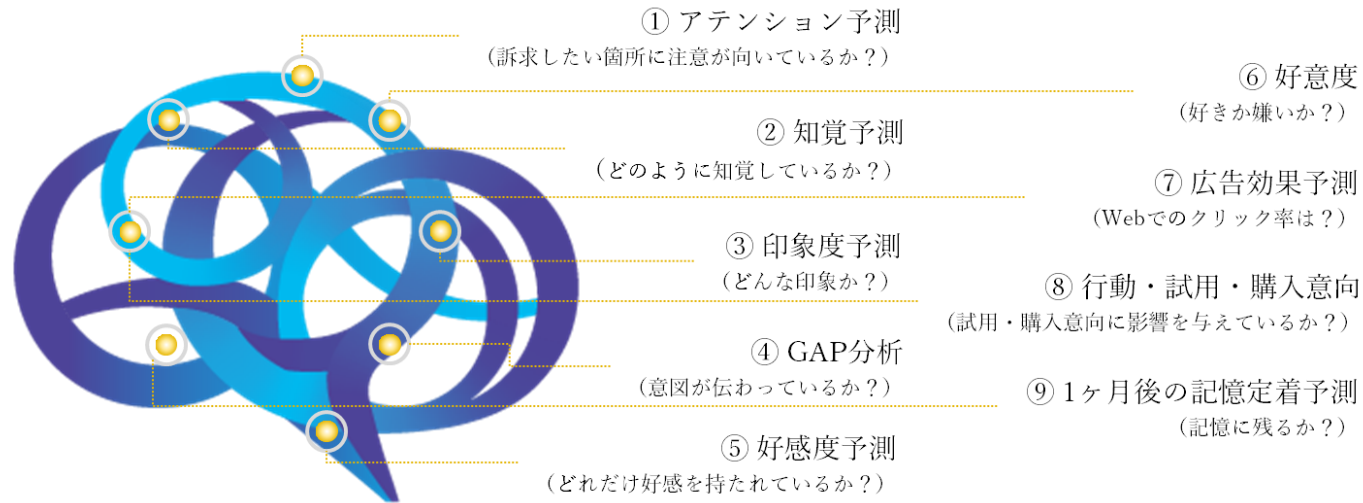 ① アテンション予測
（訴求したい箇所に注意が向いているか？）
② 知覚予測
（どのように知覚しているか？）
③ 印象度予測
（どんな印象か？）
④ GAP分析
（意図が伝わっているか？）
⑤ 好感度予測
（どれだけ好感を持たれているか？）
⑥ 好意度
（好きか嫌いか？）
⑦ 広告効果予測
（Webでのクリック率は？）
⑧ 行動・試用・購入意向
（試用・購入意向に影響を与えているか？）
⑨ 1ヶ月後の記憶定着予測
（記憶に残るか？）